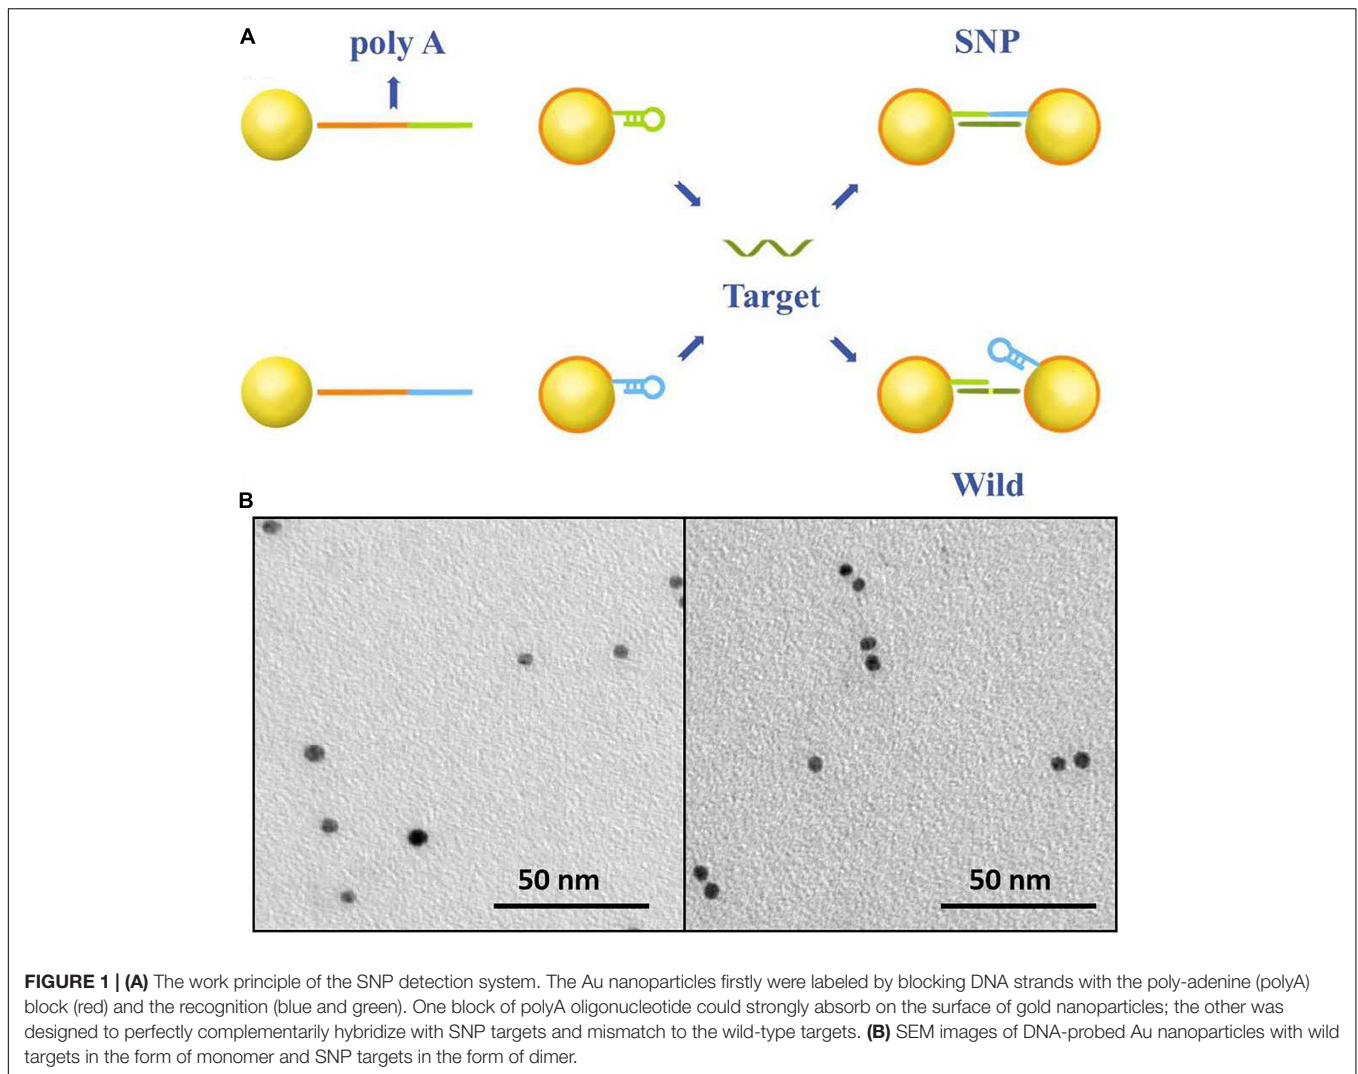 A
poly A
SNP
Target
Wild
B
50 nm
50 nm
FIGURE 1 | (A) The work principle of the SNP detection system. The Au nanoparticles firstly were labeled by blocking DNA strands with the poly-adenine (polyA)
block (red) and the recognition (blue and green). One block of polyA oligonucleotide could strongly absorb on the surface of gold nanoparticles; the other was
designed to perfectly complementarily hybridize with SNP targets and mismatch to the wild-type targets. (B) SEM images of DNA-probed Au nanoparticles with wild
targets in the form of monomer and SNP targets in the form of dimer.